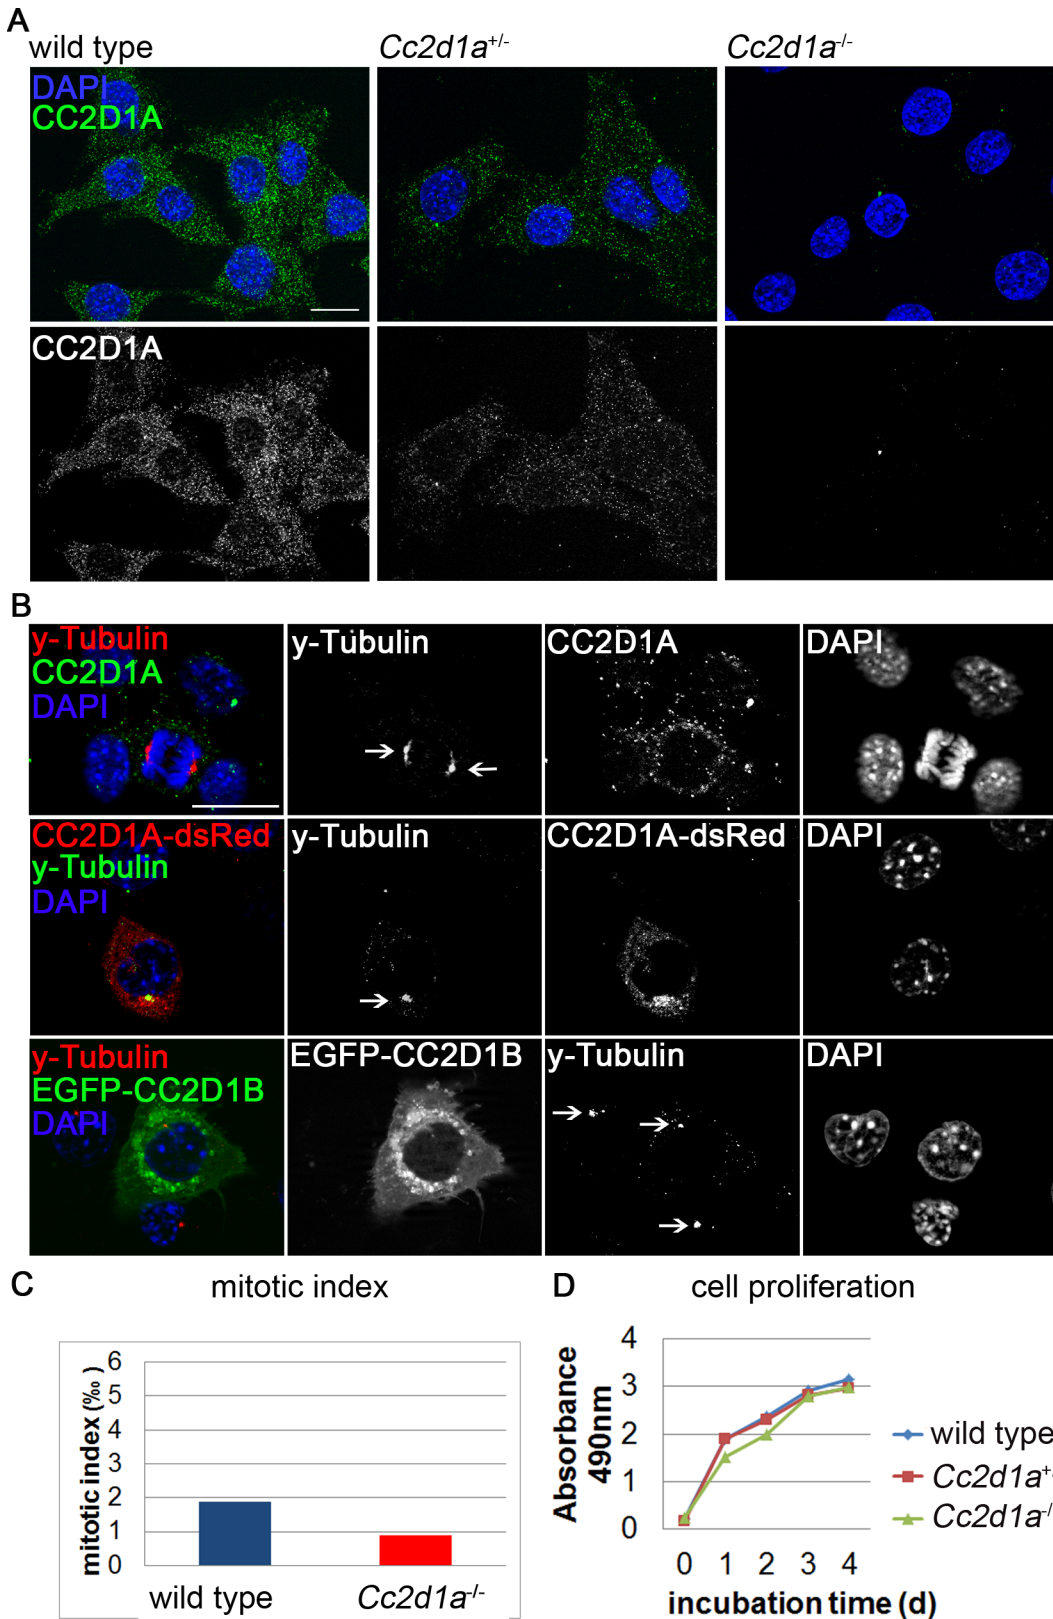 A
wild type
Cc2d1a+/-
Cc2d1a-/-
DAPI
CC2D1A
CC2D1A
B
y-Tubulin
CC2D1A
DAPI
y-Tubulin
CC2D1A
DAPI
CC2D1A-dsRed
y-Tubulin
DAPI
y-Tubulin
CC2D1A-dsRed
DAPI
y-Tubulin
EGFP-CC2D1B
DAPI
EGFP-CC2D1B
y-Tubulin
DAPI
C
mitotic index
mitotic index (‰)
6
5
4
3
2
1
0
wild type
Cc2d1a-/-
D
cell proliferation
Absorbance
490nm
4
3
2
1
0
0 1 2 3 4
incubation time (d)
wild type
Cc2d1a+
Cc2d1a-/